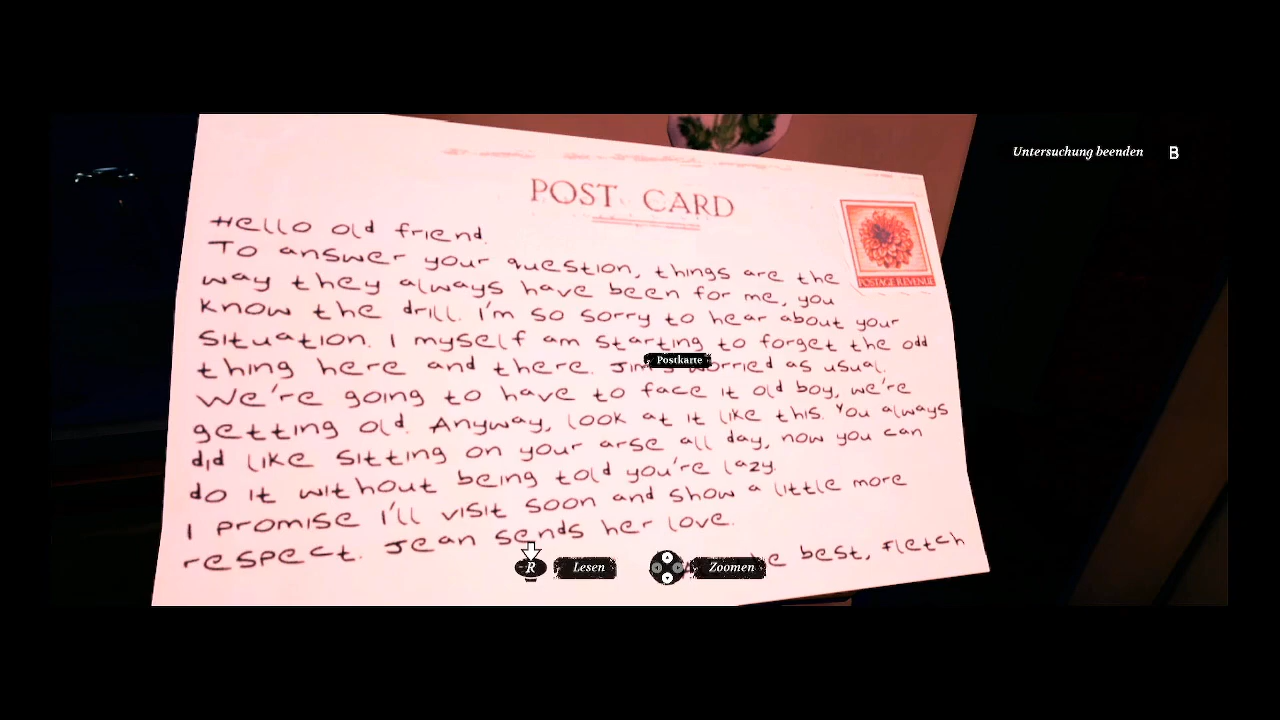 Untersuchung beenden B
POST CARD
POSTAGE REVENUE
Hello old friend.
To answer your question, things are the
way they always have been for me, you
know the drill. I'm so sorry to hear about your
situation. I myself am starting to forget the odd
thing here and there. Jim's worried as usual.
We're going to have to face it old boy, we're
getting old. Anyway, look at it like this. You always
did like sitting on your arse all day, now you can
do it without being told you're lazy.
I promise I'll visit soon and show a little more
respect. Jean sends her love.
best, Fletch
Postkarte
R Lesen Zoomen